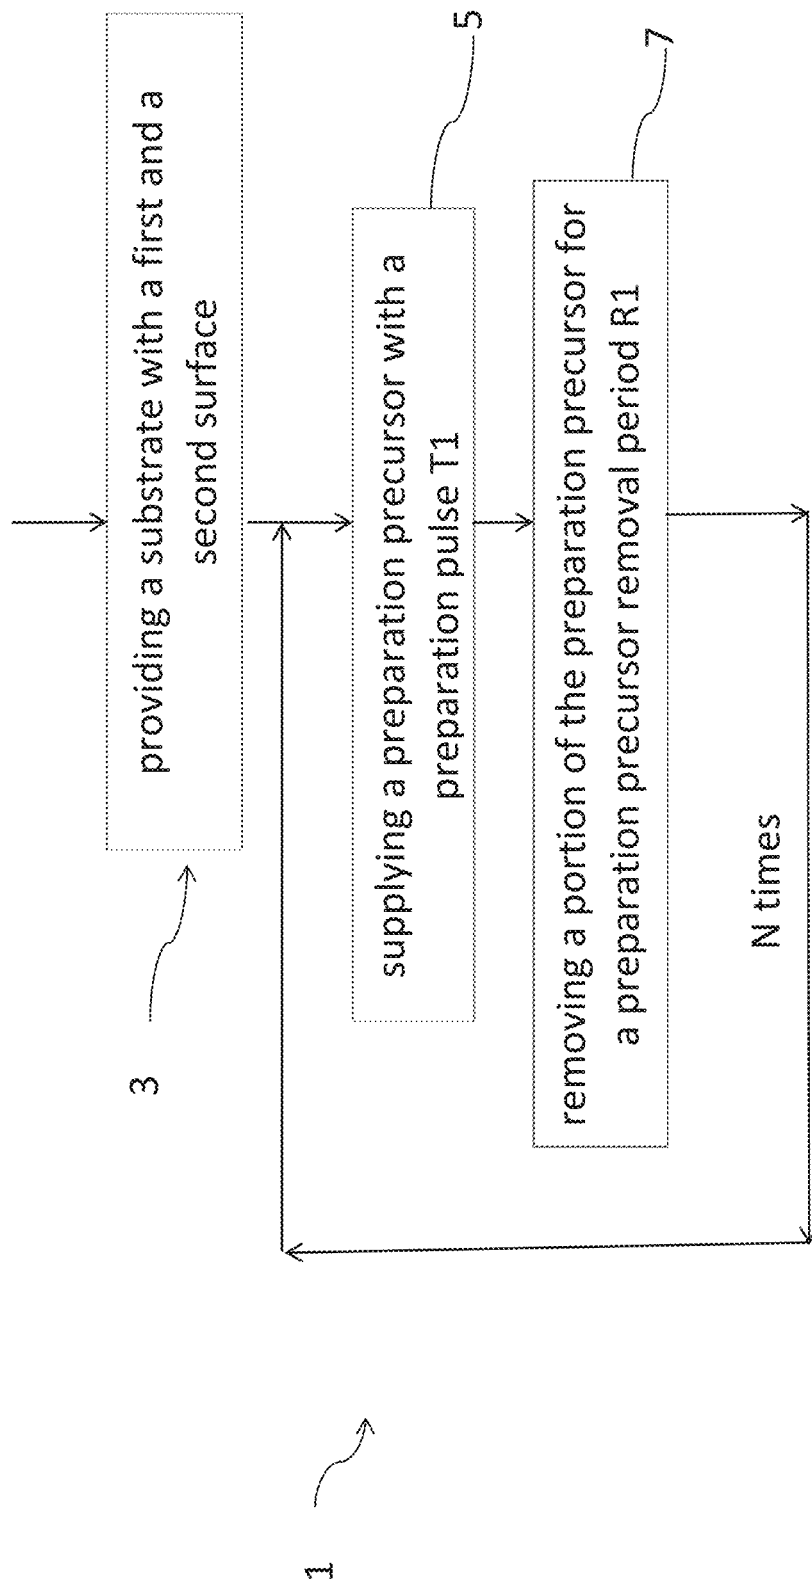 1
3
providing a substrate with a first and a
second surface
supplying a preparation precursor with a
preparation pulse T1
5
removing a portion of the preparation precursor for
a preparation precursor removal period R1
7
N times